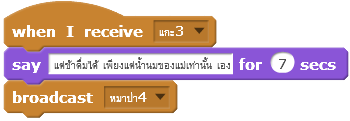 when I receive แกะ3
say แต่ข้าดื่มได้ เพียงแต่น้ำนมของแม่เท่านั้น เอง for 7 secs
broadcast หมาป่า4